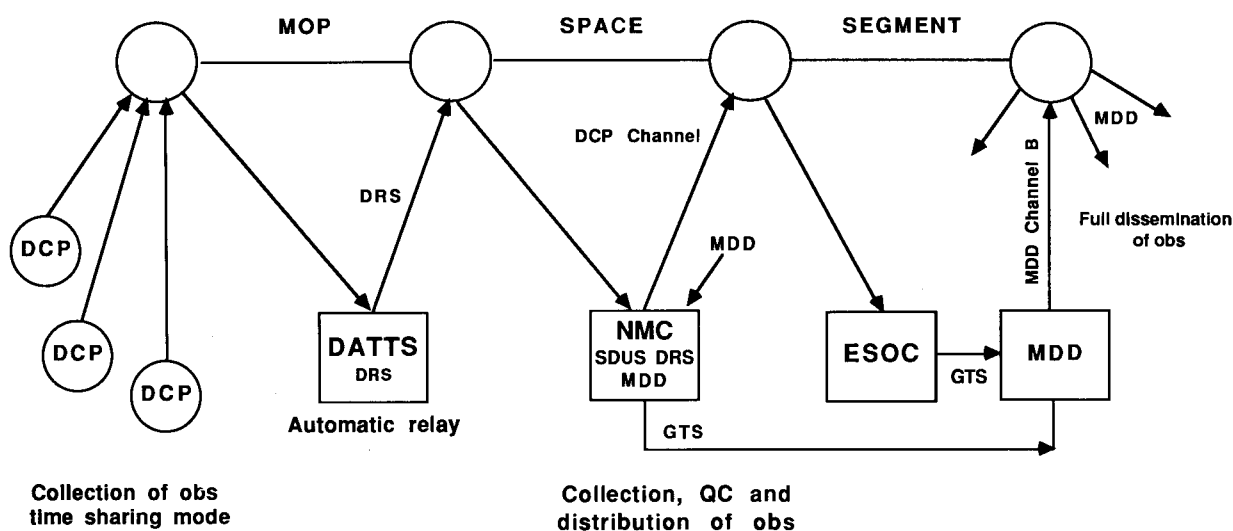 MOP SPACE SEGMENT
MDD
DCP Channel
MDD Channel B
DRS
DCP
MDD
Full dissemination
of obs
DCP
DCP
DATTS
DRS
Automatic relay
NMC
SDUS DRS
MDD
ESOC
GTS
MDD
GTS
Collection of obs
time sharing mode
Collection, QC and
distribution of obs